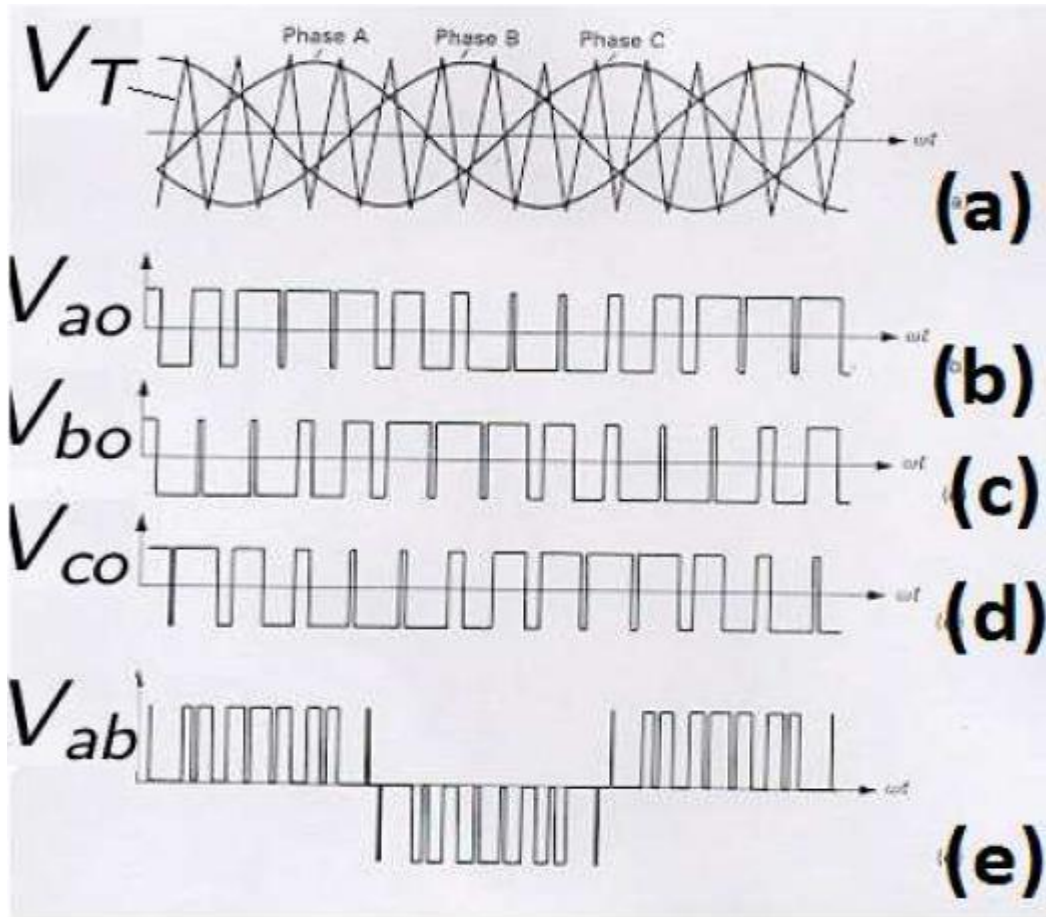 Phase A Phase B Phase C
V_T
ωt
(a)
V_ao
ωt
(b)
V_bo
ωt
(c)
V_co
ωt
(d)
V_ab
ωt
(e)